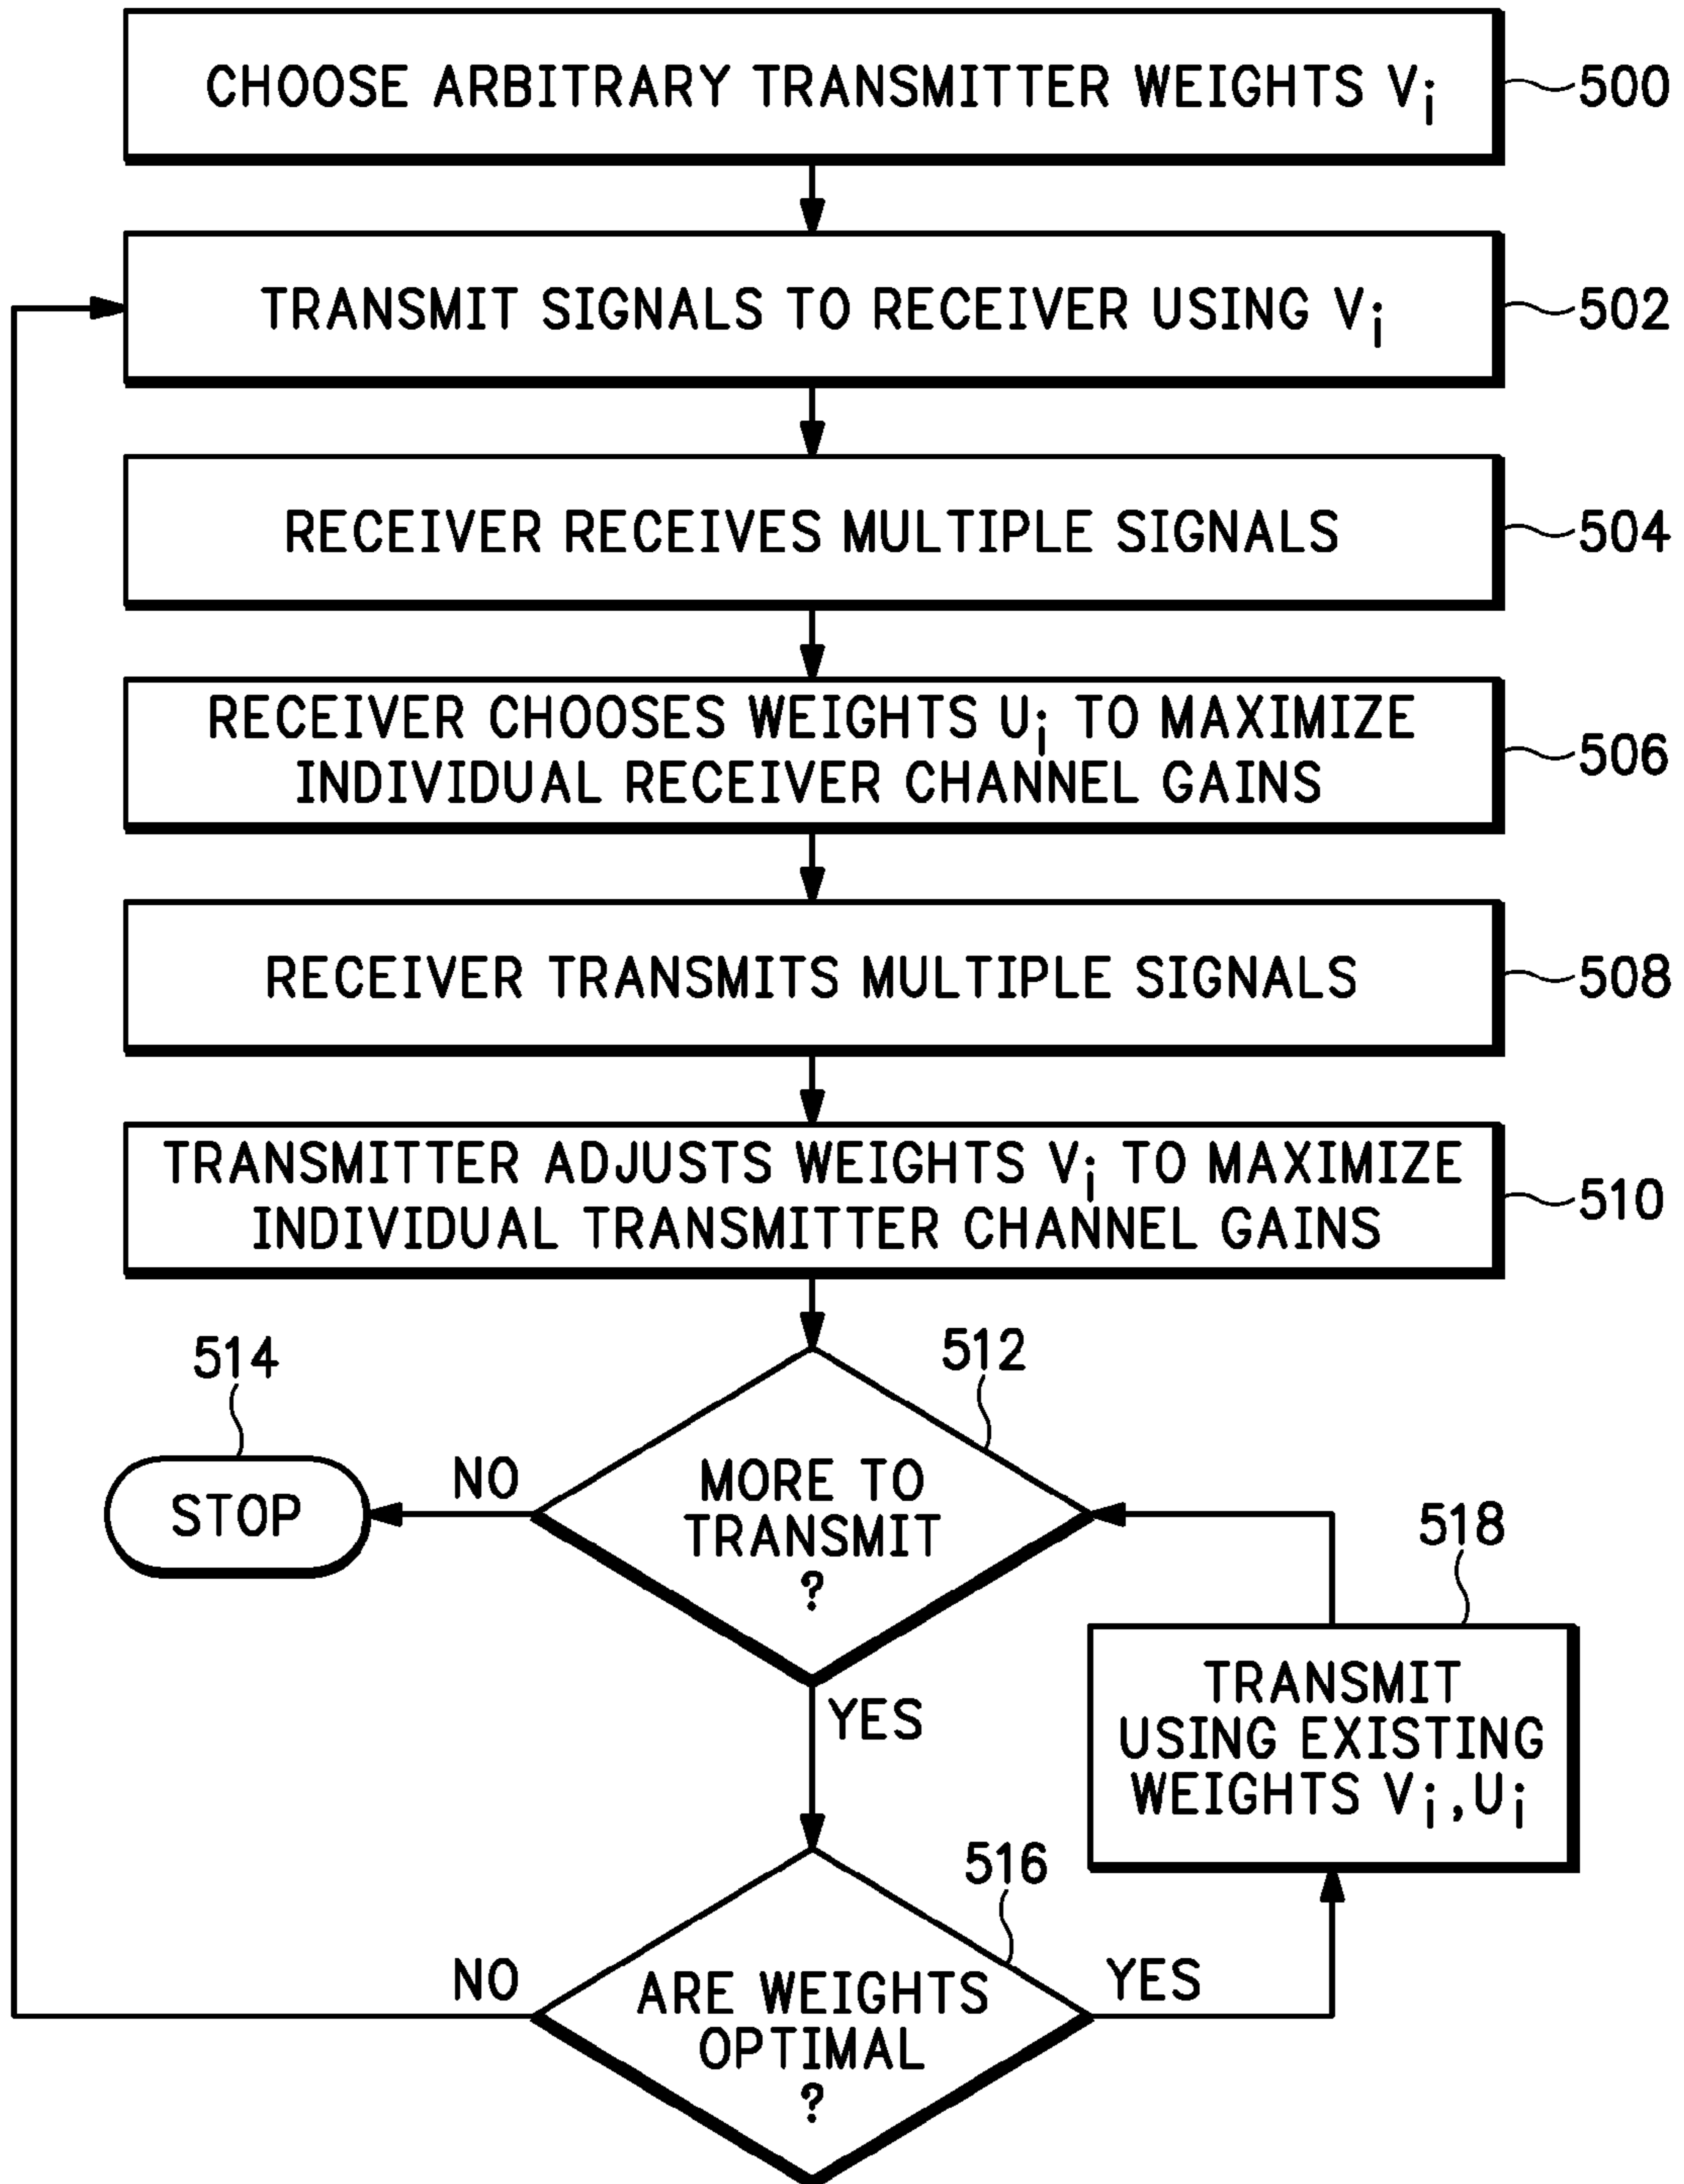 CHOOSE ARBITRARY TRANSMITTER WEIGHTS Vi
500
TRANSMIT SIGNALS TO RECEIVER USING Vi
502
RECEIVER RECEIVES MULTIPLE SIGNALS
504
RECEIVER CHOOSES WEIGHTS Ui TO MAXIMIZE
INDIVIDUAL RECEIVER CHANNEL GAINS
506
RECEIVER TRANSMITS MULTIPLE SIGNALS
508
TRANSMITTER ADJUSTS WEIGHTS Vi TO MAXIMIZE
INDIVIDUAL TRANSMITTER CHANNEL GAINS
510
512
514
MORE TO
TRANSMIT
?
NO
STOP
YES
518
TRANSMIT
USING EXISTING
WEIGHTS Vi,Ui
516
ARE WEIGHTS
OPTIMAL
?
NO
YES